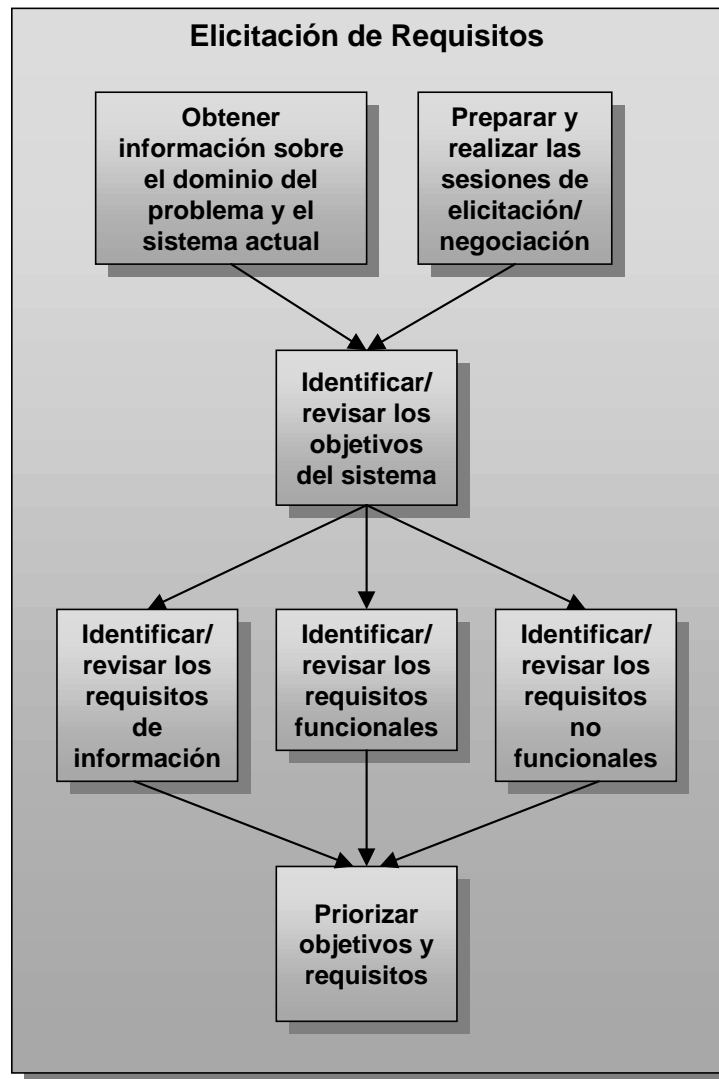 Elicitación de Requisitos
Obtener
información sobre
el dominio del
problema y el
sistema actual
Preparar y
realizar las
sesiones de
elicitación/
negociación
Identificar/
revisar los
objetivos
del sistema
Identificar/
revisar los
requisitos
de
información
Identificar/
revisar los
requisitos
funcionales
Identificar/
revisar los
requisitos
no
funcionales
Priorizar
objetivos y
requisitos